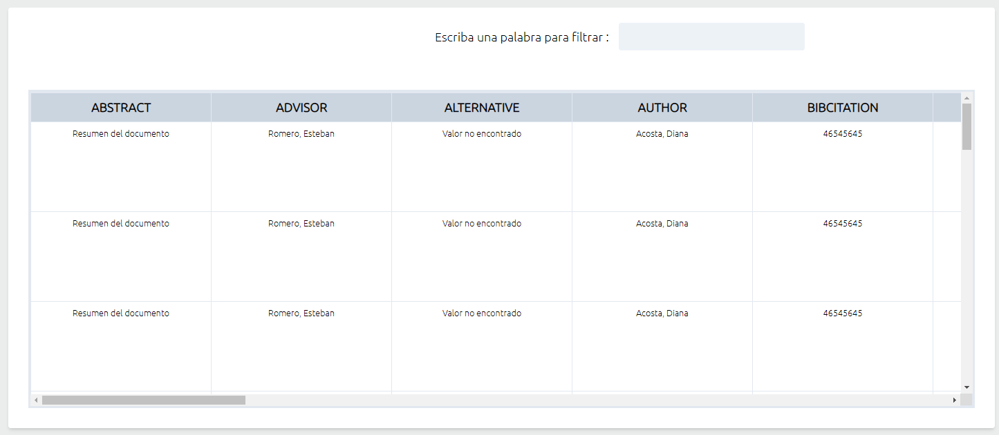 Escriba una palabra para filtrar :
ABSTRACT ADVISOR ALTERNATIVE AUTHOR BIBCITATION
Resumen del documento Romero, Esteban Valor no encontrado Acosta, Diana 46545645
Resumen del documento Romero, Esteban Valor no encontrado Acosta, Diana 46545645
Resumen del documento Romero, Esteban Valor no encontrado Acosta, Diana 46545645